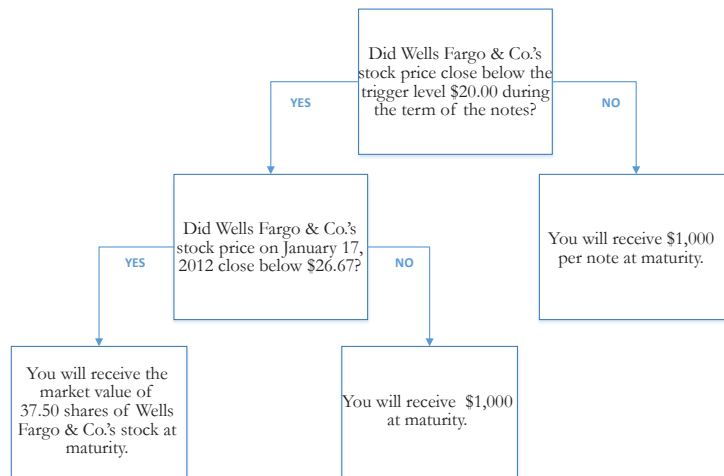 Did Wells Fargo & Co.'s
stock price close below the
trigger level $20.00 during
the term of the notes?
YES
NO
Did Wells Fargo & Co.'s
stock price on January 17,
2012 close below $26.67?
You will receive $1,000
per note at maturity.
YES
NO
You will receive the
market value of
37.50 shares of Wells
Fargo & Co.'s stock at
maturity.
You will receive  $1,000
at maturity.